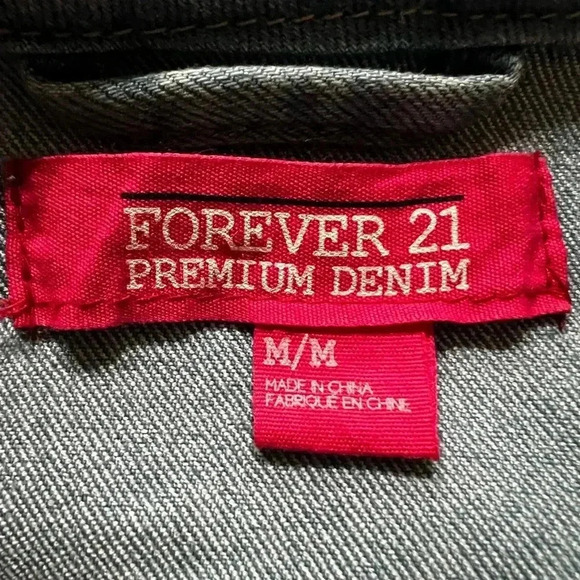 FOREVER 21
PREMIUM DENIM
M/M
MADE IN CHINA
FABRIQUÉ EN CHINE